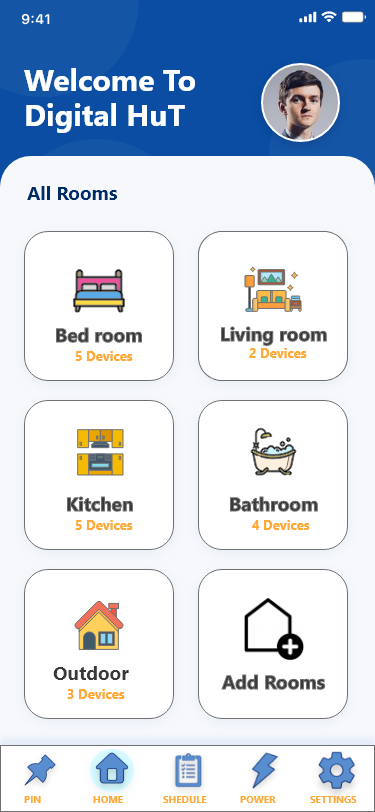 9:41
Welcome To
Digital HuT
All Rooms
Bed room
5 Devices
Living room
2 Devices
Kitchen
5 Devices
Bathroom
4 Devices
Outdoor
3 Devices
Add Rooms
PIN
HOME
SHEDULE
POWER
SETTINGS